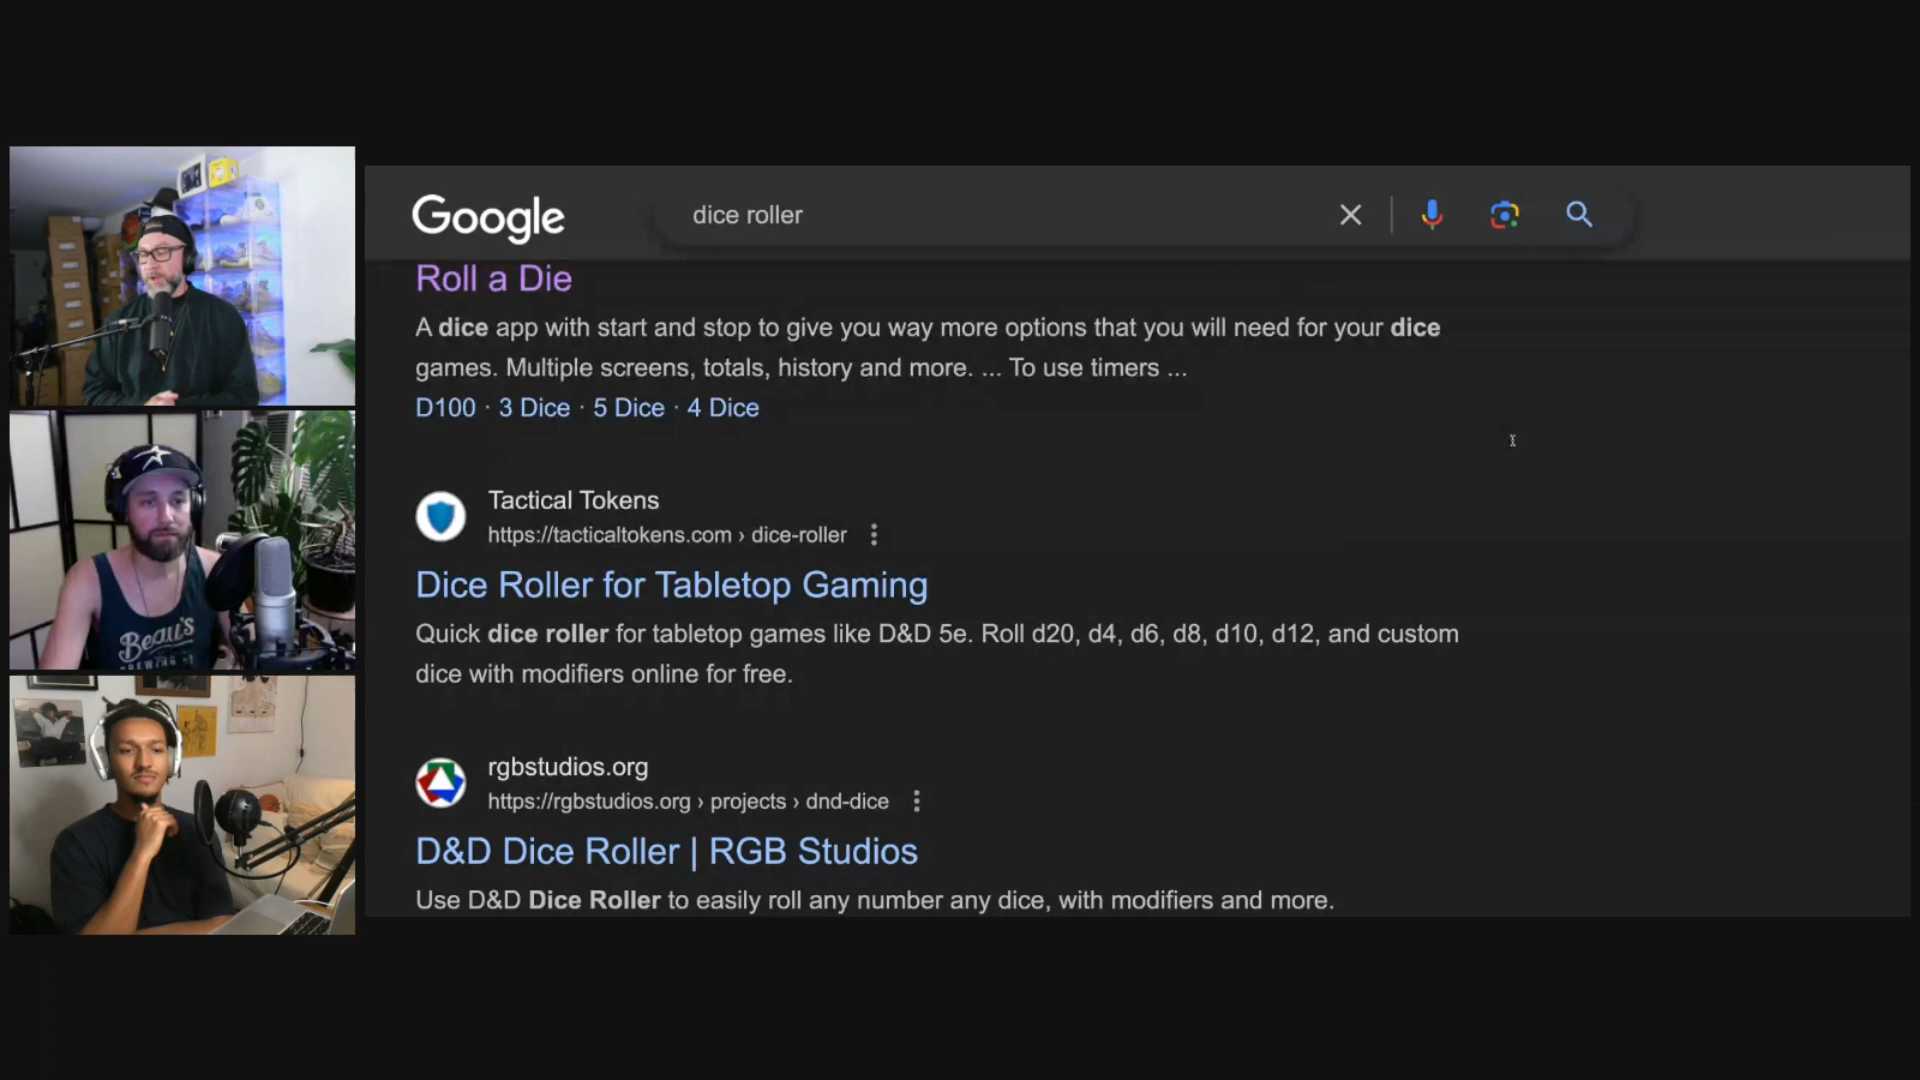 Google
dice roller
Roll a Die
A dice app with start and stop to give you way more options that you will need for your dice
games. Multiple screens, totals, history and more. ... To use timers ...
D100 · 3 Dice · 5 Dice · 4 Dice
Tactical Tokens
https://tacticaltokens.com › dice-roller
Dice Roller for Tabletop Gaming
Quick dice roller for tabletop games like D&D 5e. Roll d20, d4, d6, d8, d10, d12, and custom
dice with modifiers online for free.
rgbstudios.org
https://rgbstudios.org › projects › dnd-dice
D&D Dice Roller | RGB Studios
Use D&D Dice Roller to easily roll any number any dice, with modifiers and more.
Beau's
BREWING